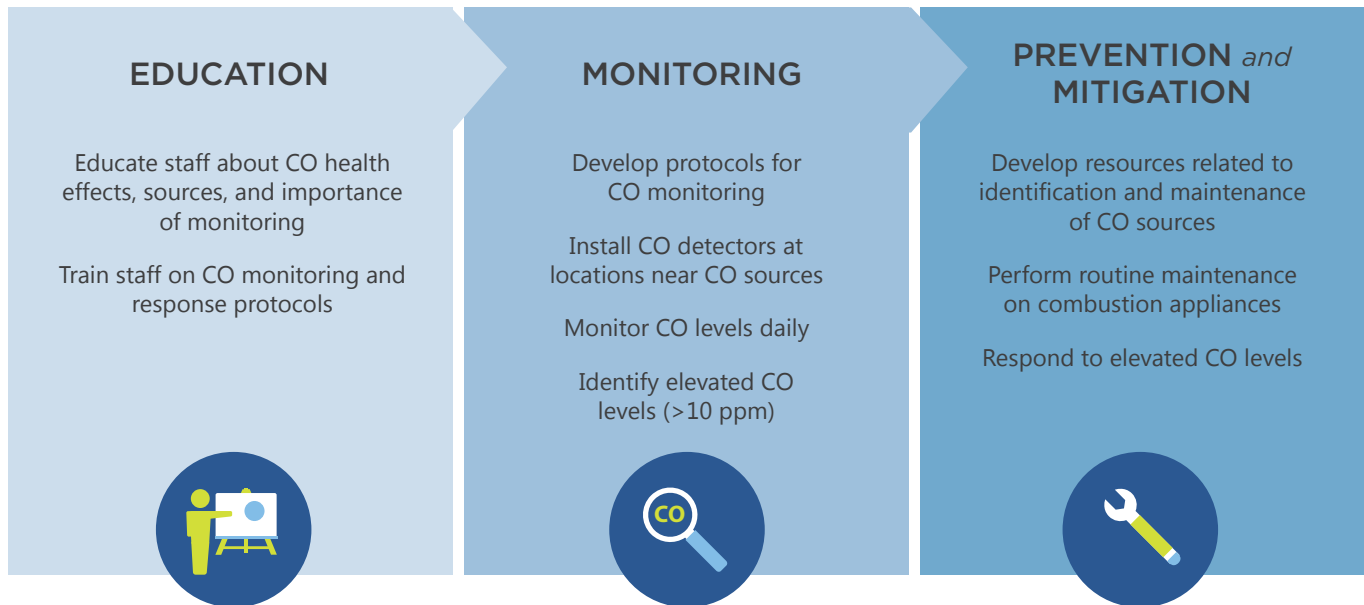 EDUCATION
Educate staff about CO health
effects, sources, and importance
of monitoring
Train staff on CO monitoring and
response protocols
MONITORING
Develop protocols for
CO monitoring
Install CO detectors at
locations near CO sources
Monitor CO levels daily
Identify elevated CO
levels (>10 ppm)
CO
PREVENTION and
MITIGATION
Develop resources related to
identification and maintenance
of CO sources
Perform routine maintenance
on combustion appliances
Respond to elevated CO levels